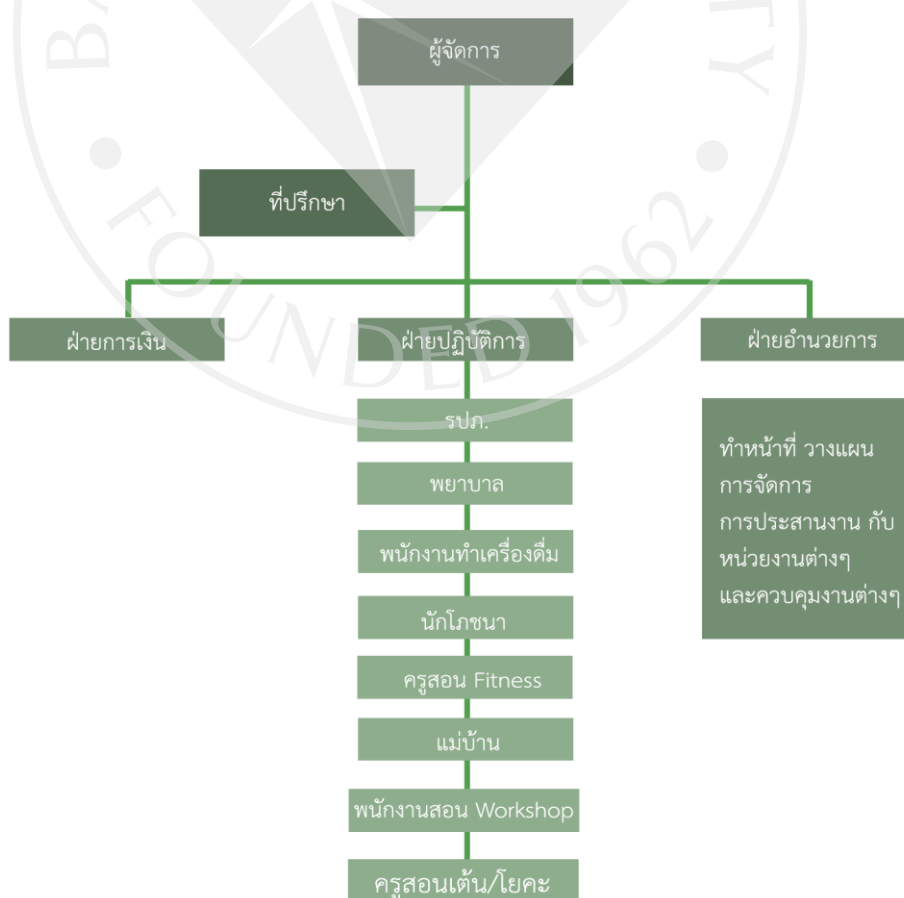 ผู้จัดการ
ที่ปรึกษา
ฝ่ายการเงิน
ฝ่ายปฏิบัติการ
ฝ่ายอำนวยการ
รปภ.
พยาบาล
พนักงานทำเครื่องดื่ม
นักโภชนา
ครูสอน Fitness
แม่บ้าน
พนักงานสอน Workshop
ครูสอนเต้น/โยคะ
ทำหน้าที่ วางแผน
การจัดการ
การประสานงาน กับ
หน่วยงานต่างๆ
และควบคุมงานต่างๆ
FOUNDED 1962